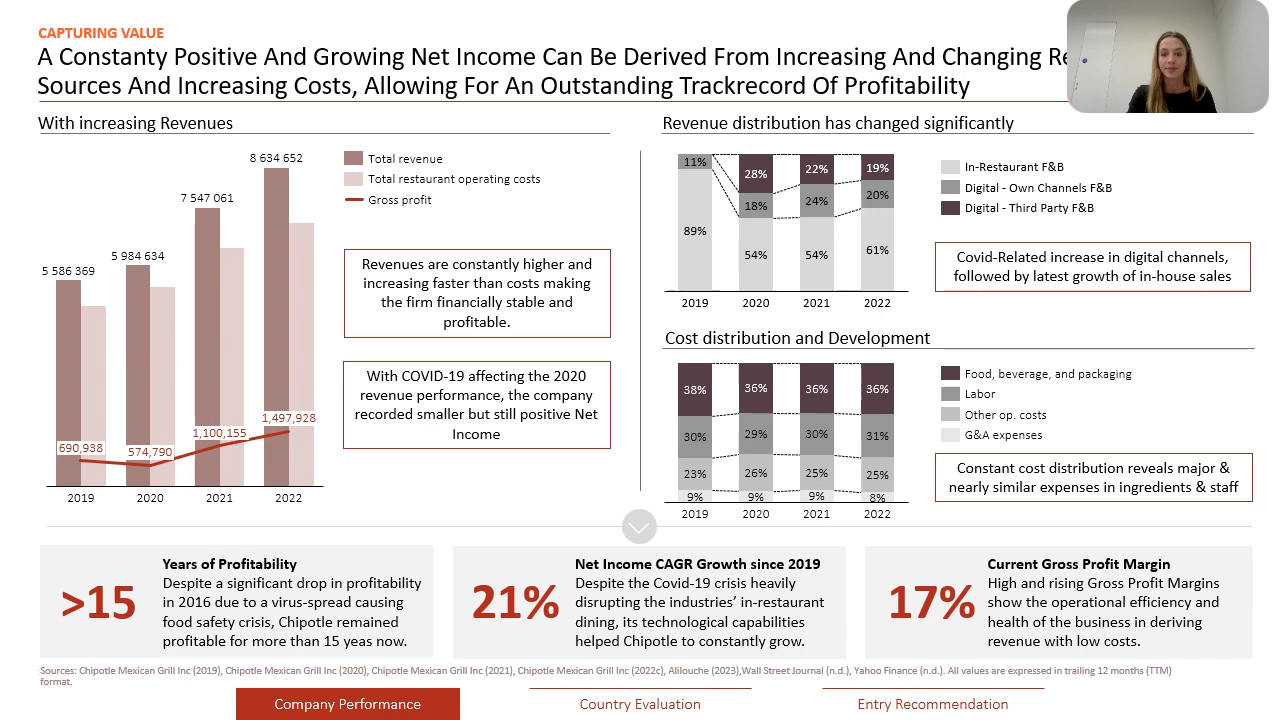 CAPTURING VALUE
A Constanty Positive And Growing Net Income Can Be Derived From Increasing And Changing
Sources And Increasing Costs, Allowing For An Outstanding Trackrecord Of Profitability
With increasing Revenues
5 586 369
5 984 634
7 547 061
8 634 652
690,938
574,790
1,100,155
1,497,928
2019
2020
2021
2022
Total revenue
Total restaurant operating costs
Gross profit
Revenues are constantly higher and
increasing faster than costs making
the firm financially stable and
profitable.
With COVID-19 affecting the 2020
revenue performance, the company
recorded smaller but still positive Net
Income
Revenue distribution has changed significantly
11%
28%
22%
19%
18%
24%
20%
89%
54%
54%
61%
2019
2020
2021
2022
In-Restaurant F&B
Digital - Own Channels F&B
Digital - Third Party F&B
Covid-Related increase in digital channels,
followed by latest growth of in-house sales
Cost distribution and Development
38%
36%
36%
36%
30%
29%
30%
31%
23%
26%
25%
25%
9%
9%
9%
8%
2019
2020
2021
2022
Food, beverage, and packaging
Labor
Other op. costs
G&A expenses
Constant cost distribution reveals major &
nearly similar expenses in ingredients & staff
>15
Years of Profitability
Despite a significant drop in profitability
in 2016 due to a virus-spread causing
food safety crisis, Chipotle remained
profitable for more than 15 yeas now.
21%
Net Income CAGR Growth since 2019
Despite the Covid-19 crisis heavily
disrupting the industries’ in-restaurant
dining, its technological capabilities
helped Chipotle to constantly grow.
17%
Current Gross Profit Margin
High and rising Gross Profit Margins
show the operational efficiency and
health of the business in deriving
revenue with low costs.
Sources: Chipotle Mexican Grill Inc (2019), Chipotle Mexican Grill Inc (2020), Chipotle Mexican Grill Inc (2021), Chipotle Mexican Grill Inc (2022c), Alilouche (2023),Wall Street Journal (n.d.), Yahoo Finance (n.d.). All values are expressed in trailing 12 months (TTM)
format.
Company Performance
Country Evaluation
Entry Recommendation